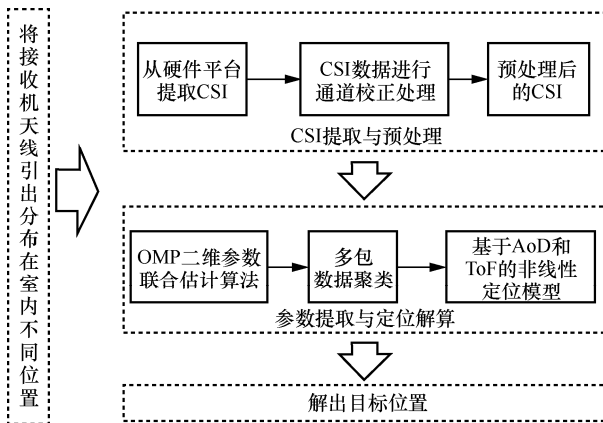 将接收机天线引出分布在室内不同位置
从硬件平台
提取CSI
CSI数据进行
通道校正处理
预处理后
的CSI
CSI提取与预处理
OMP二维参数
联合估计算法
多包
数据聚类
基于AoD和
ToF的非线性
定位模型
参数提取与定位解算
解出目标位置